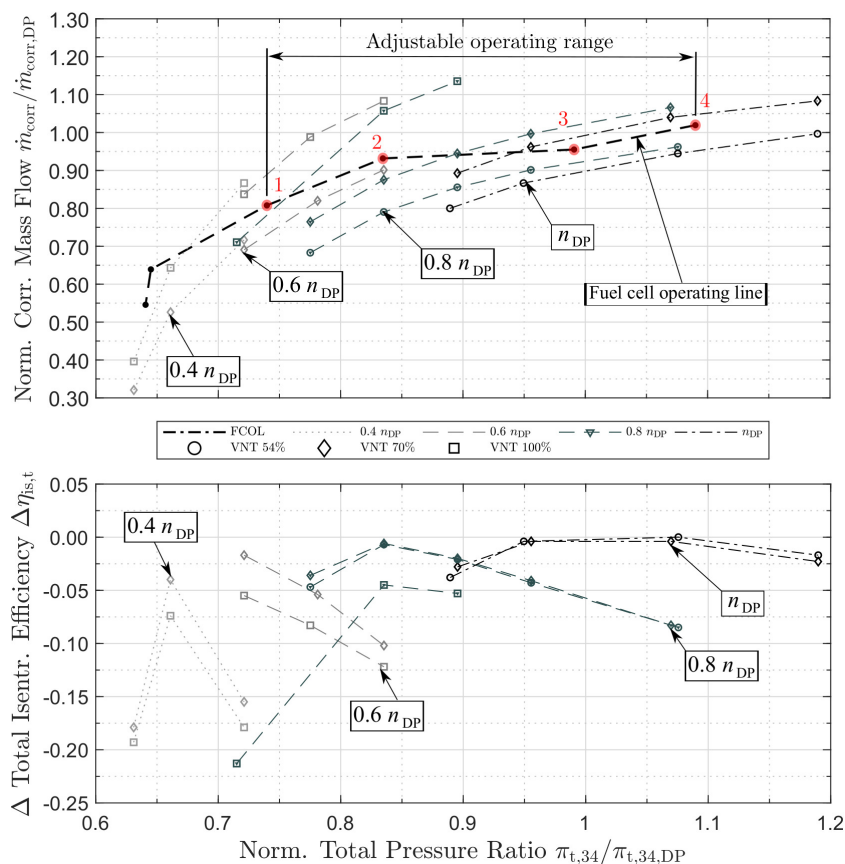 1.30
1.20
1.10
1.00
0.90
0.80
0.70
0.60
0.50
0.40
0.30
Norm. Corr. Mass Flow ṁcorr/ṁcorr,DP
Adjustable operating range
1
2
3
4
nDP
0.8 nDP
0.6 nDP
0.4 nDP
Fuel cell operating line
FCOL 0.4 nDP 0.6 nDP 0.8 nDP nDP
VNT 54% VNT 70% VNT 100%
0.05
0.00
-0.05
-0.10
-0.15
-0.20
-0.25
Δ Total Isentr. Efficiency Δηis,t
0.4 nDP
nDP
0.8 nDP
0.6 nDP
0.6 0.7 0.8 0.9 1 1.1 1.2
Norm. Total Pressure Ratio πt,34/πt,34,DP